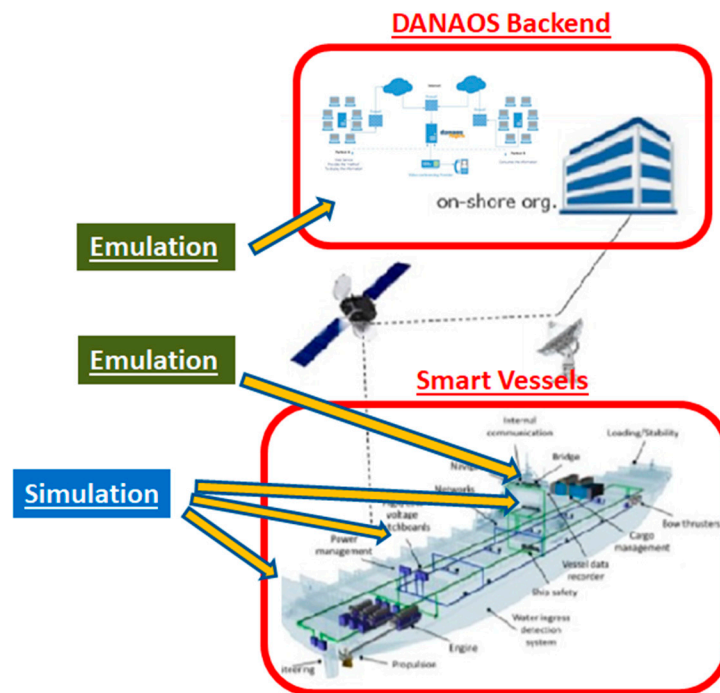 DANAOS Backend
on-shore org.
Emulation
Emulation
Smart Vessels
Internal
communication
Loading/Stability
Bridge
Networks
Simulation
voltage
Power
management
Bow thrusters
Cargo
management
Vessel data
recorder
Ship safety
Water ingress
detection
system
Engine
Propulsion